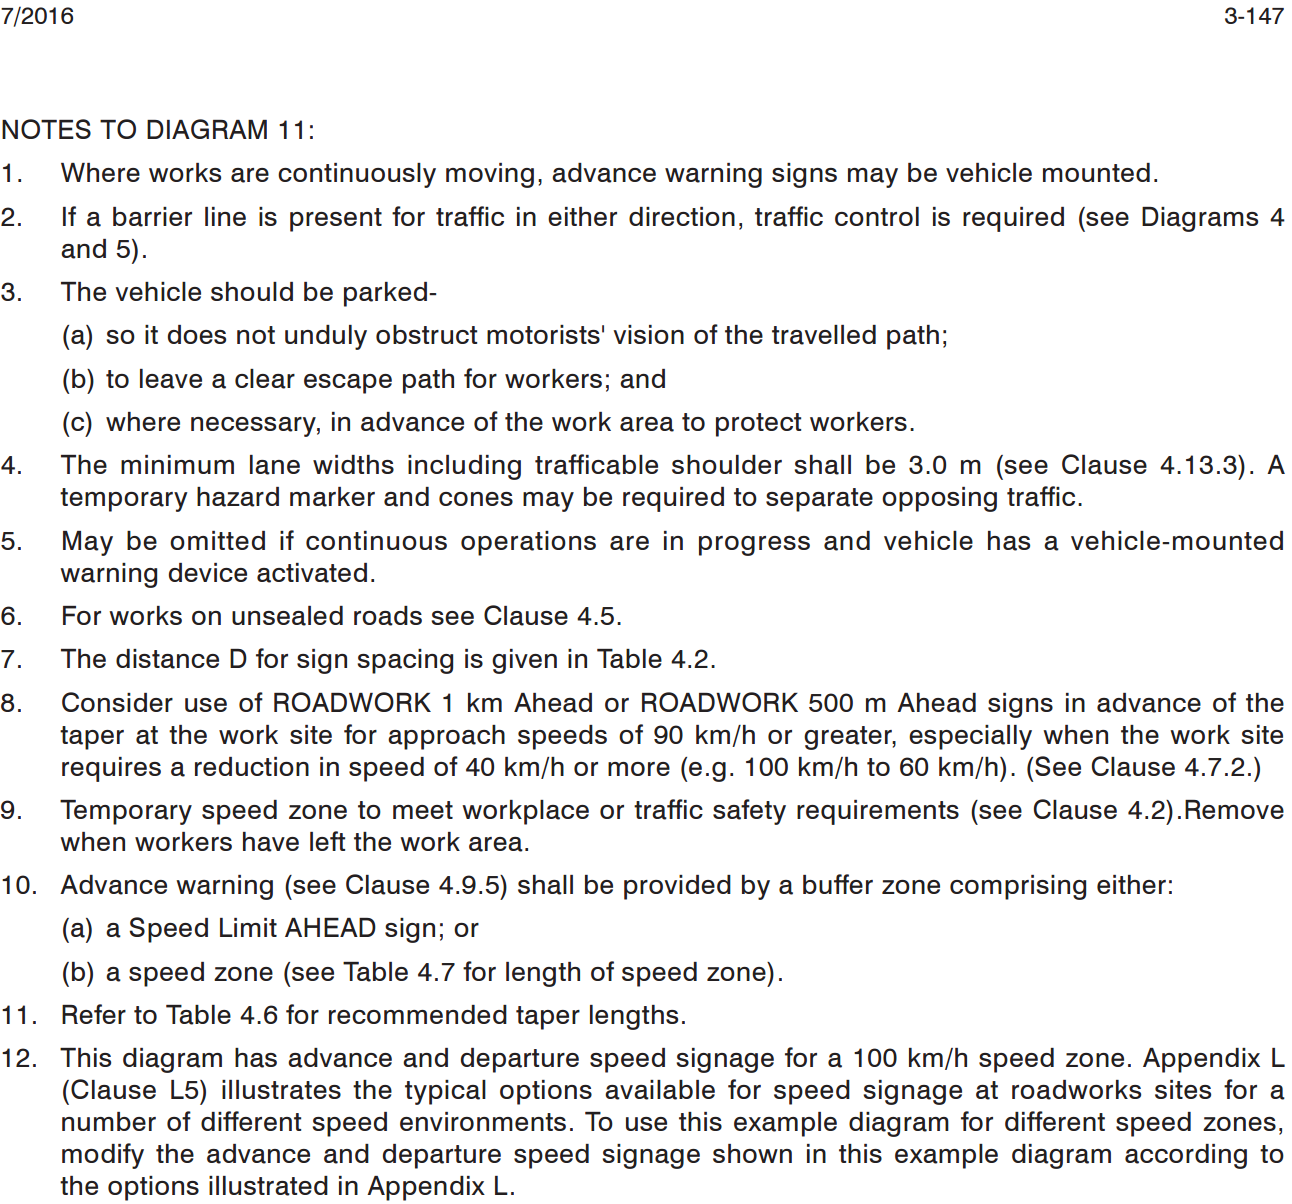 7/2016 3-147
NOTES TO DIAGRAM 11:
1. Where works are continuously moving, advance warning signs may be vehicle mounted.
2. If a barrier line is present for traffic in either direction, traffic control is required (see Diagrams 4
and 5).
3. The vehicle should be parked-
(a) so it does not unduly obstruct motorists' vision of the travelled path;
(b) to leave a clear escape path for workers; and
(c) where necessary, in advance of the work area to protect workers.
4. The minimum lane widths including trafficable shoulder shall be 3.0 m (see Clause 4.13.3). A
temporary hazard marker and cones may be required to separate opposing traffic.
5. May be omitted if continuous operations are in progress and vehicle has a vehicle-mounted
warning device activated.
6. For works on unsealed roads see Clause 4.5.
7. The distance D for sign spacing is given in Table 4.2.
8. Consider use of ROADWORK 1 km Ahead or ROADWORK 500 m Ahead signs in advance of the
taper at the work site for approach speeds of 90 km/h or greater, especially when the work site
requires a reduction in speed of 40 km/h or more (e.g. 100 km/h to 60 km/h). (See Clause 4.7.2.)
9. Temporary speed zone to meet workplace or traffic safety requirements (see Clause 4.2).Remove
when workers have left the work area.
10. Advance warning (see Clause 4.9.5) shall be provided by a buffer zone comprising either:
(a) a Speed Limit AHEAD sign; or
(b) a speed zone (see Table 4.7 for length of speed zone).
11. Refer to Table 4.6 for recommended taper lengths.
12. This diagram has advance and departure speed signage for a 100 km/h speed zone. Appendix L
(Clause L5) illustrates the typical options available for speed signage at roadworks sites for a
number of different speed environments. To use this example diagram for different speed zones,
modify the advance and departure speed signage shown in this example diagram according to
the options illustrated in Appendix L.